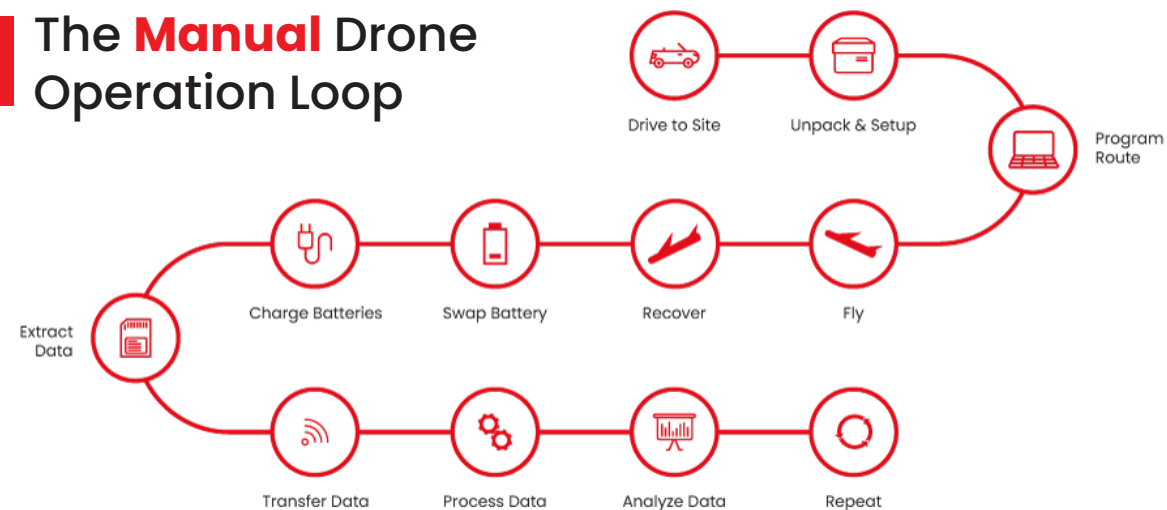 The Manual Drone
Operation Loop
Drive to Site
Unpack & Setup
Program
Route
Fly
Recover
Swap Battery
Charge Batteries
Extract
Data
Transfer Data
Process Data
Analyze Data
Repeat